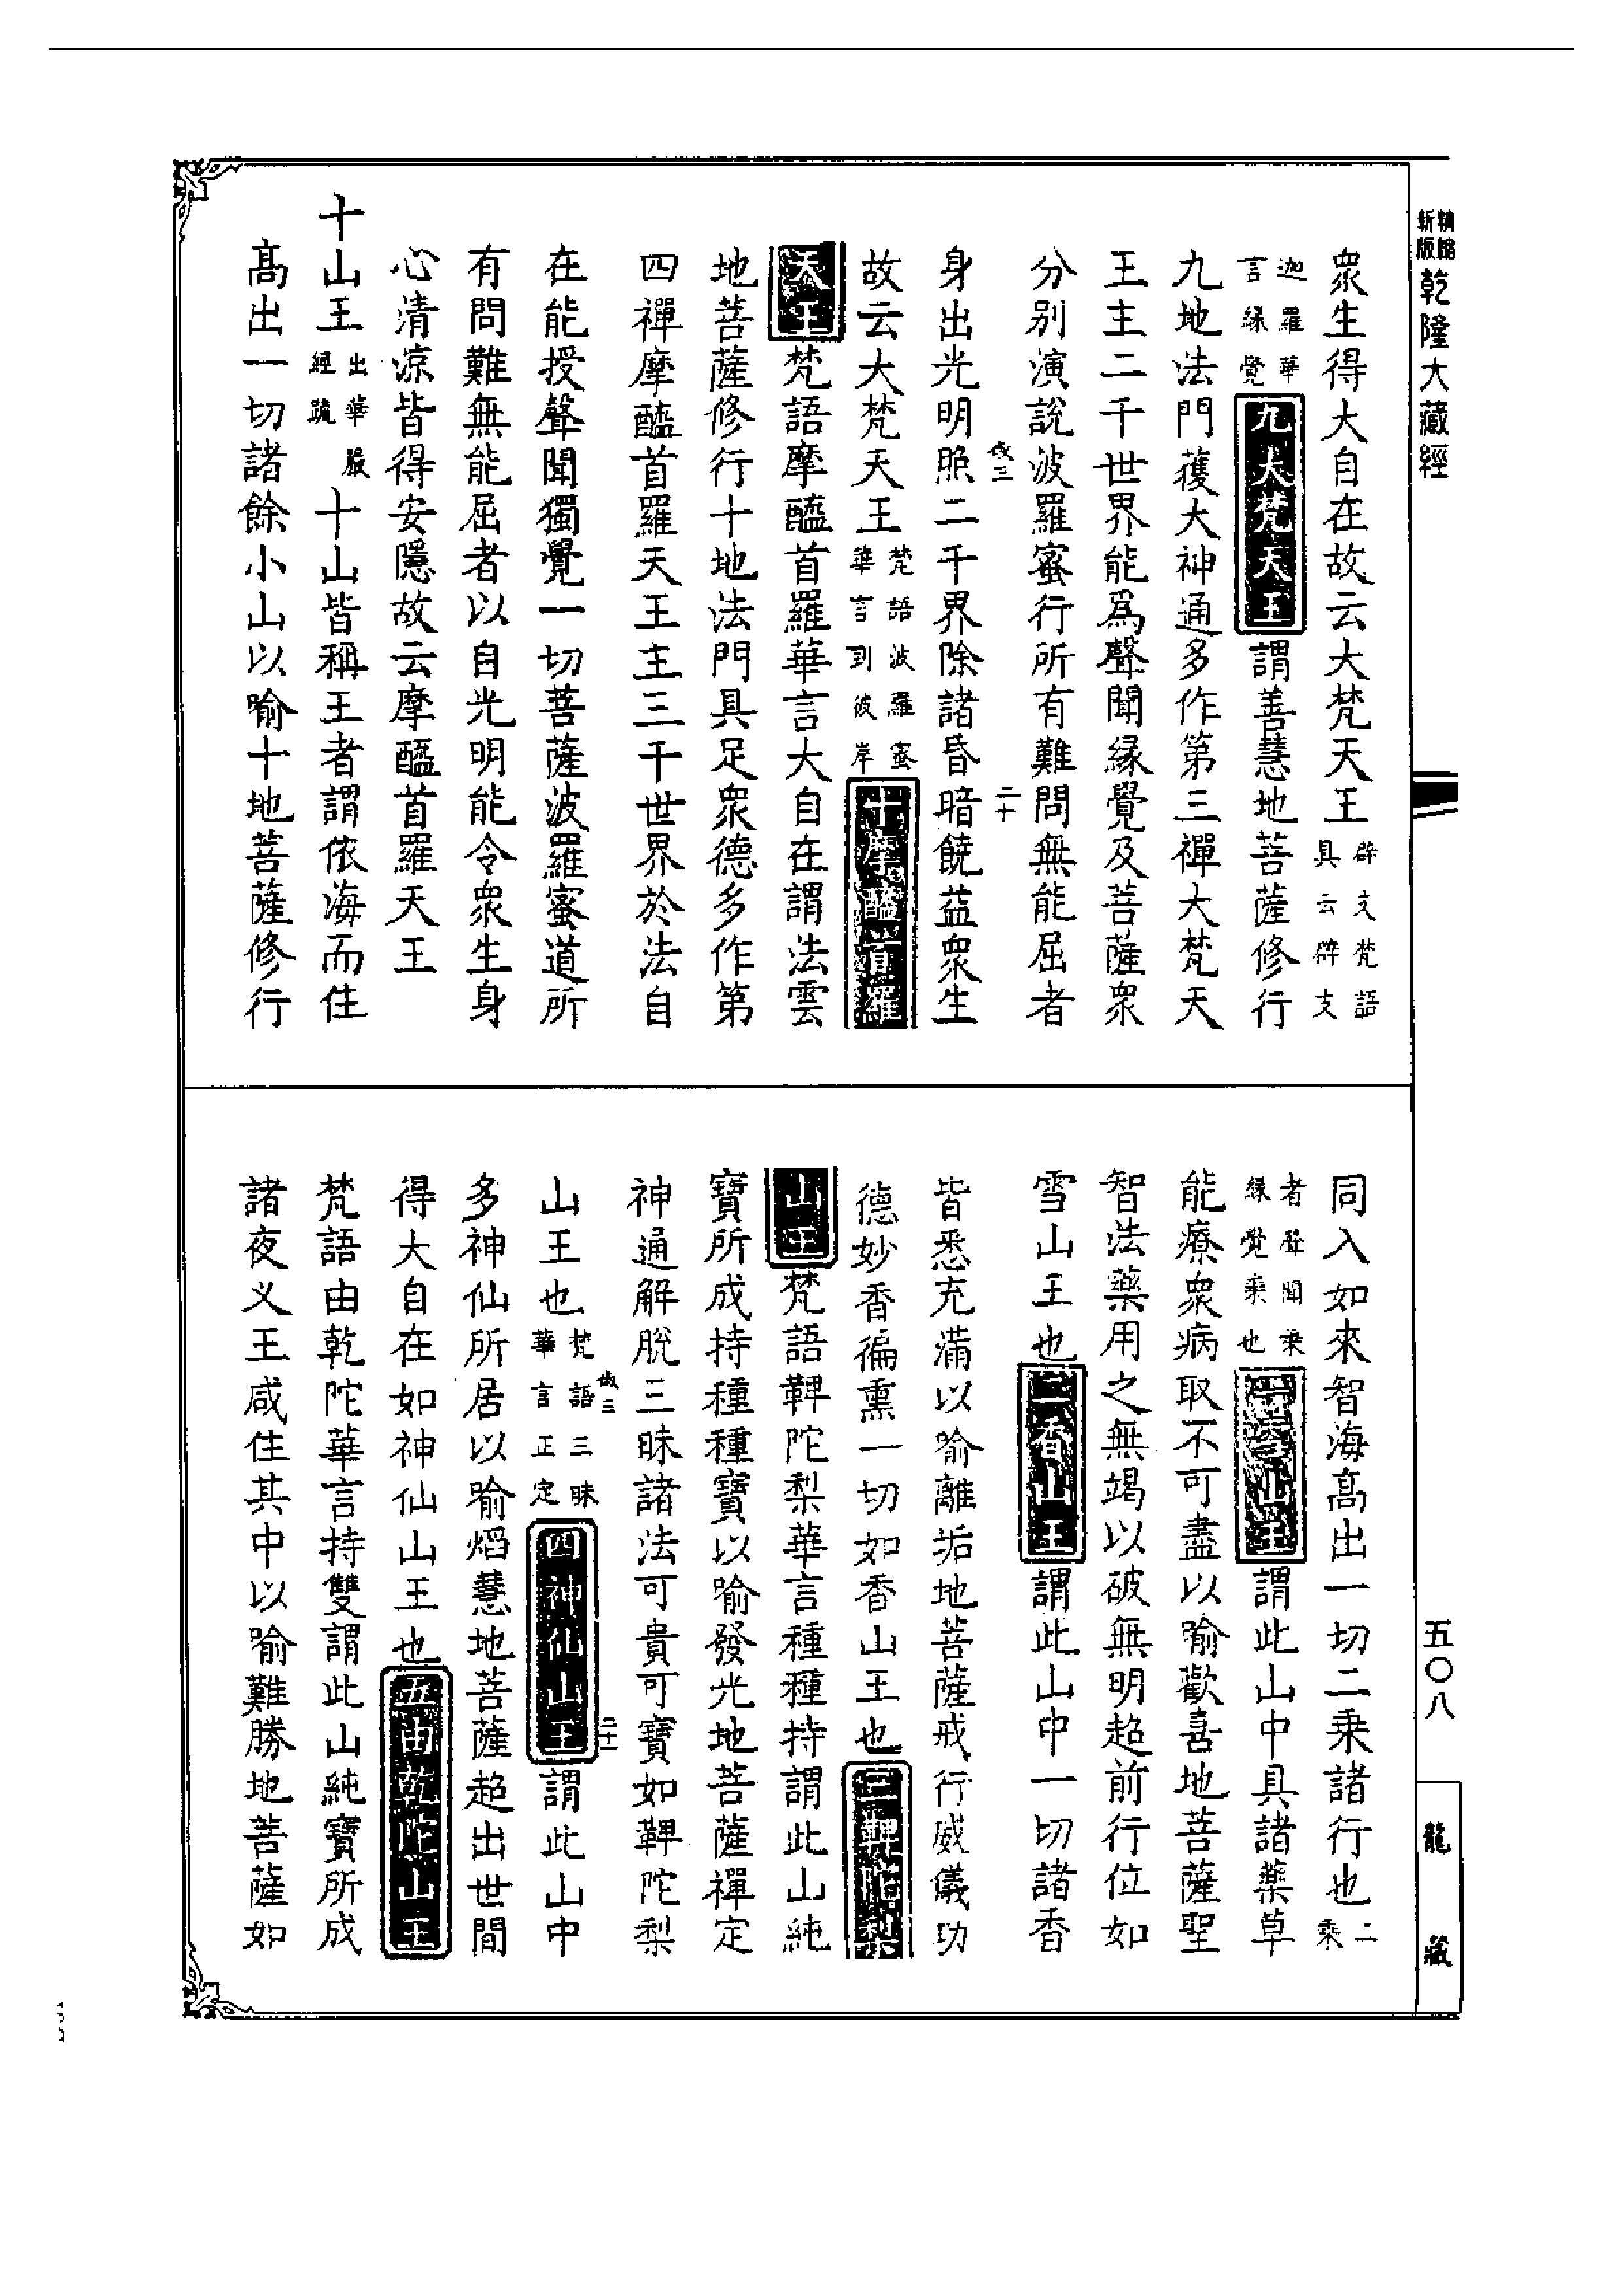 精縮新版乾隆大藏經
衆生得大自在故云大梵天王辟支梵語具云辟支
迦羅華言緣覺九大梵天王謂善慧地菩薩修行
九地法門獲大神通多作第三禪大梵天
王主二千世界能爲聲聞緣覺及菩薩衆
分別演說波羅蜜行所有難問無能屈者
身出光明照二千界除諸昏暗饒益衆生
故云大梵天王梵語波羅蜜華言到彼岸十摩醯首羅
天王梵語摩醯首羅華言大自在謂法雲
地菩薩修行十地法門具足衆德多作第
四禪摩醯首羅天王主三千世界於法自
在能授聲聞獨覺一切菩薩波羅蜜道所
有問難無能屈者以自光明能令衆生身
心清涼皆得安隱故云摩醯首羅天王
十山王出華嚴經疏十山皆稱王者謂依海而住
高出一切諸餘小山以喻十地菩薩修行
同入如來智海高出一切二乘諸行也二乘
者聲聞乘緣覺乘也一雪山王謂此山中具諸藥草
能療衆病取不可盡以喻歡喜地菩薩聖
智法藥用之無竭以破無明超前行位如
雪山王也二香山王謂此山中一切諸香
皆悉充滿以喻離垢地菩薩戒行威儀功
德妙香徧熏一切如香山王也三鞞陀梨
山王梵語鞞陀梨華言種種持謂此山純
寶所成持種種寶以喻發光地菩薩禪定
神通解脫三昧諸法可貴可寶如鞞陀梨
山王也梵語三昧華言正定四神仙山王謂此山中
多神仙所居以喻焰慧地菩薩超出世間
得大自在如神仙山王也五由乾陀山王
梵語由乾陀華言持雙謂此山純寶所成
諸夜义王咸住其中以喻難勝地菩薩如
五〇八
龍藏